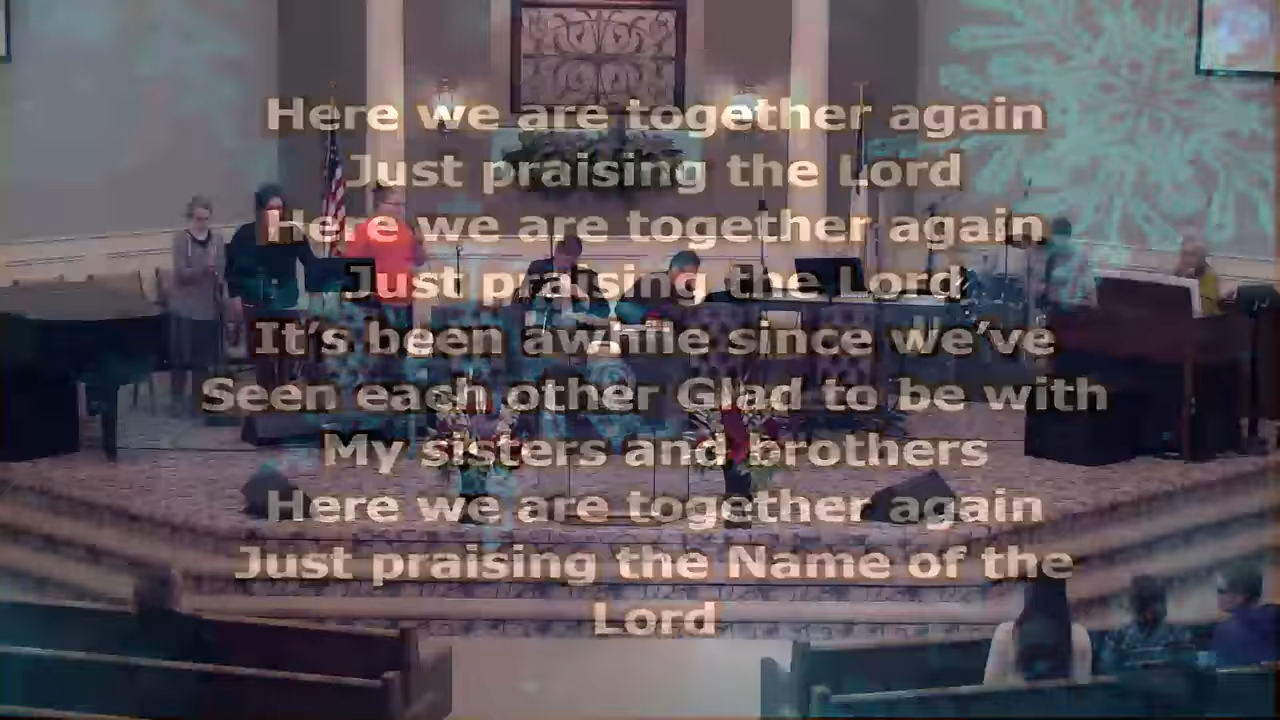 Here we are together again
Just praising the Lord
Here we are together again
Just praising the Lord
It's been awhile since we've
Seen each other Glad to be with
My sisters and brothers
Here we are together again
Just praising the Name of the
Lord